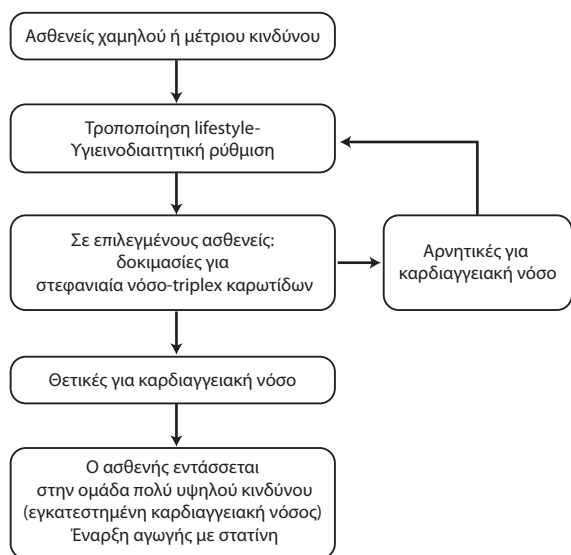 Ασθενείς χαμηλού ή μέτριου κινδύνου
Τροποποίηση lifestyle-
Υγιεινοδιαιτητική ρύθμιση
Σε επιλεγμένους ασθενείς:
δοκιμασίες για
στεφανιαία νόσο-triplex καρωτίδων
Αρνητικές για
καρδιαγγειακή νόσο
Θετικές για καρδιαγγειακή νόσο
Ο ασθενής εντάσσεται
στην ομάδα πολύ υψηλού κινδύνου
(εγκατεστημένη καρδιαγγειακή νόσος)
Έναρξη αγωγής με στατίνη